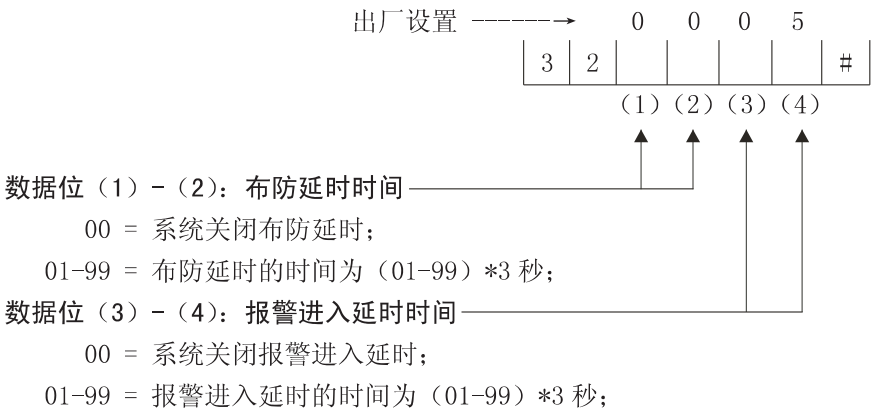 出厂设置 ------→ 0 0 0 5
3 2 #
(1)(2)(3)(4)
数据位（1）-（2）：布防延时时间
00 = 系统关闭布防延时；
01-99 = 布防延时的时间为（01-99）*3 秒；
数据位（3）-（4）：报警进入延时时间
00 = 系统关闭报警进入延时；
01-99 = 报警进入延时的时间为（01-99）*3 秒；